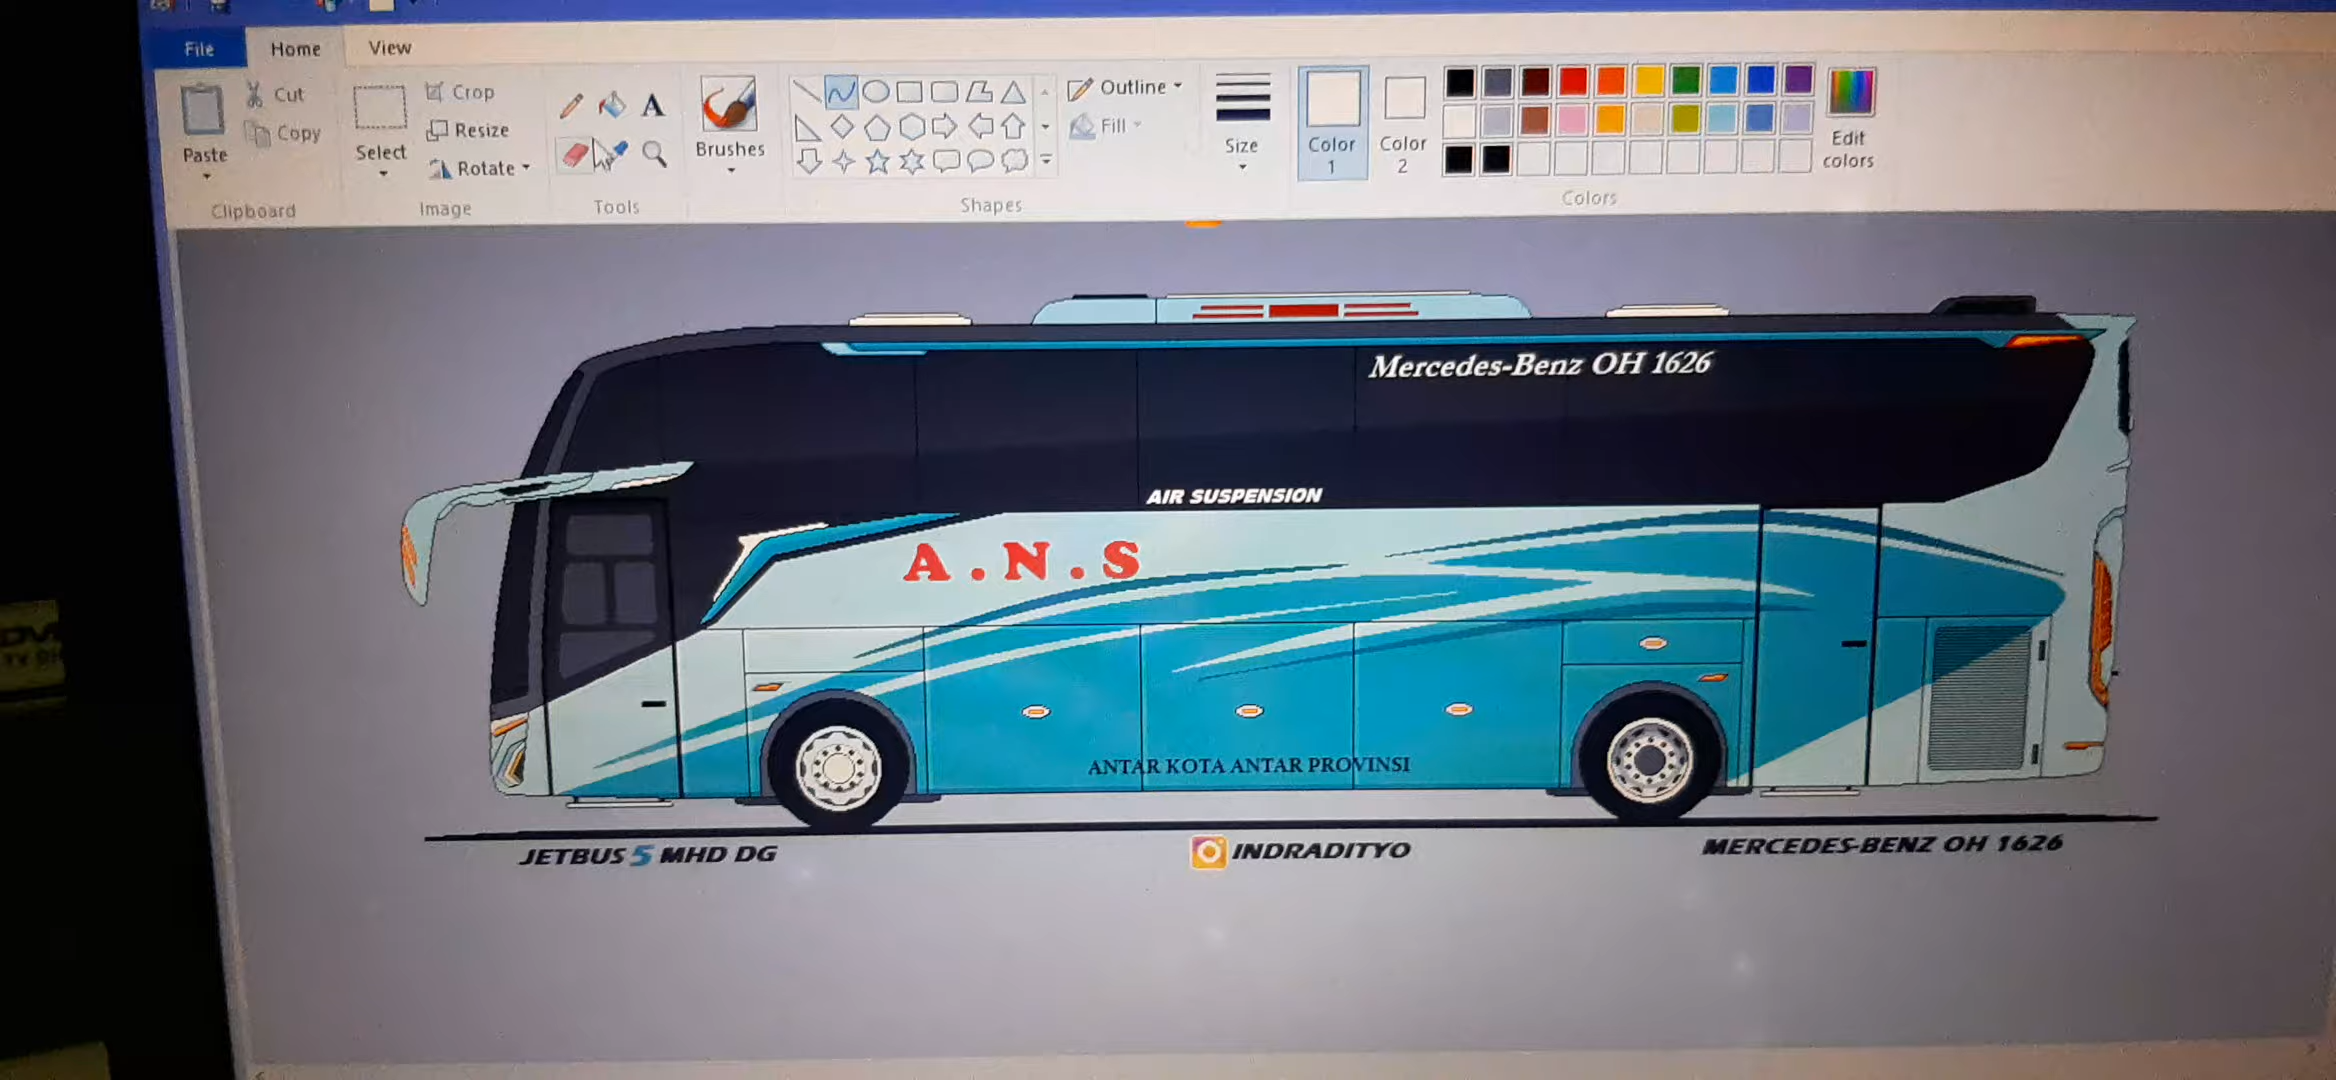 File Home View
Cut
Copy
Paste
Clipboard
Crop
Resize
Rotate
Select
Image
A
Tools
Brushes
Shapes
Outline
Fill
Size
Color 1
Color 2
Edit colors
Colors
Mercedes-Benz OH 1626
AIR SUSPENSION
A.N.S
ANTAR KOTA ANTAR PROVINSI
JETBUS 5 MHD DG
INDRADITYO
MERCEDES-BENZ OH 1626